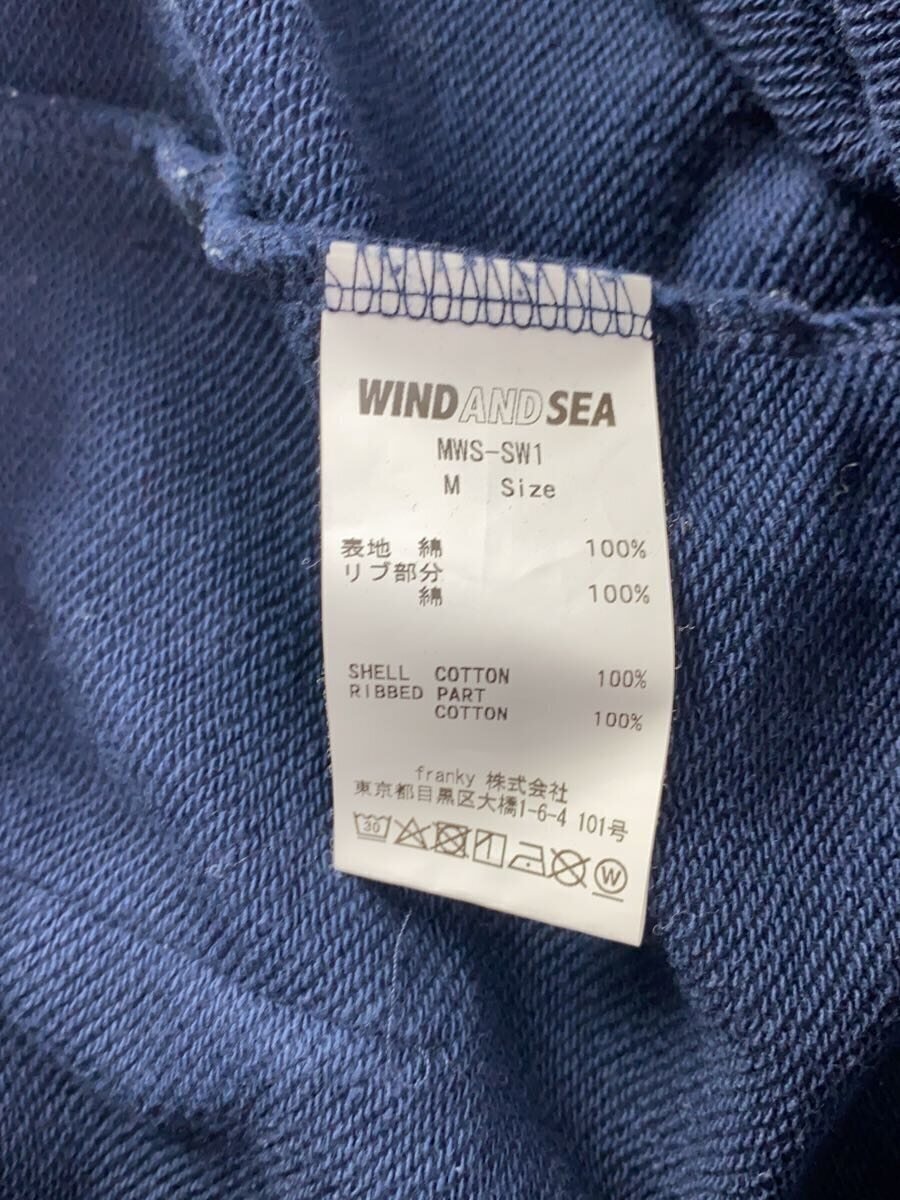 WIND AND SEA
MWS-SW1
M Size
表地 綿 100%
リブ部分
綿 100%
SHELL COTTON 100%
RIBBED PART
COTTON 100%
franky 株式会社
東京都目黒区大橋1-6-4 101号
30
W